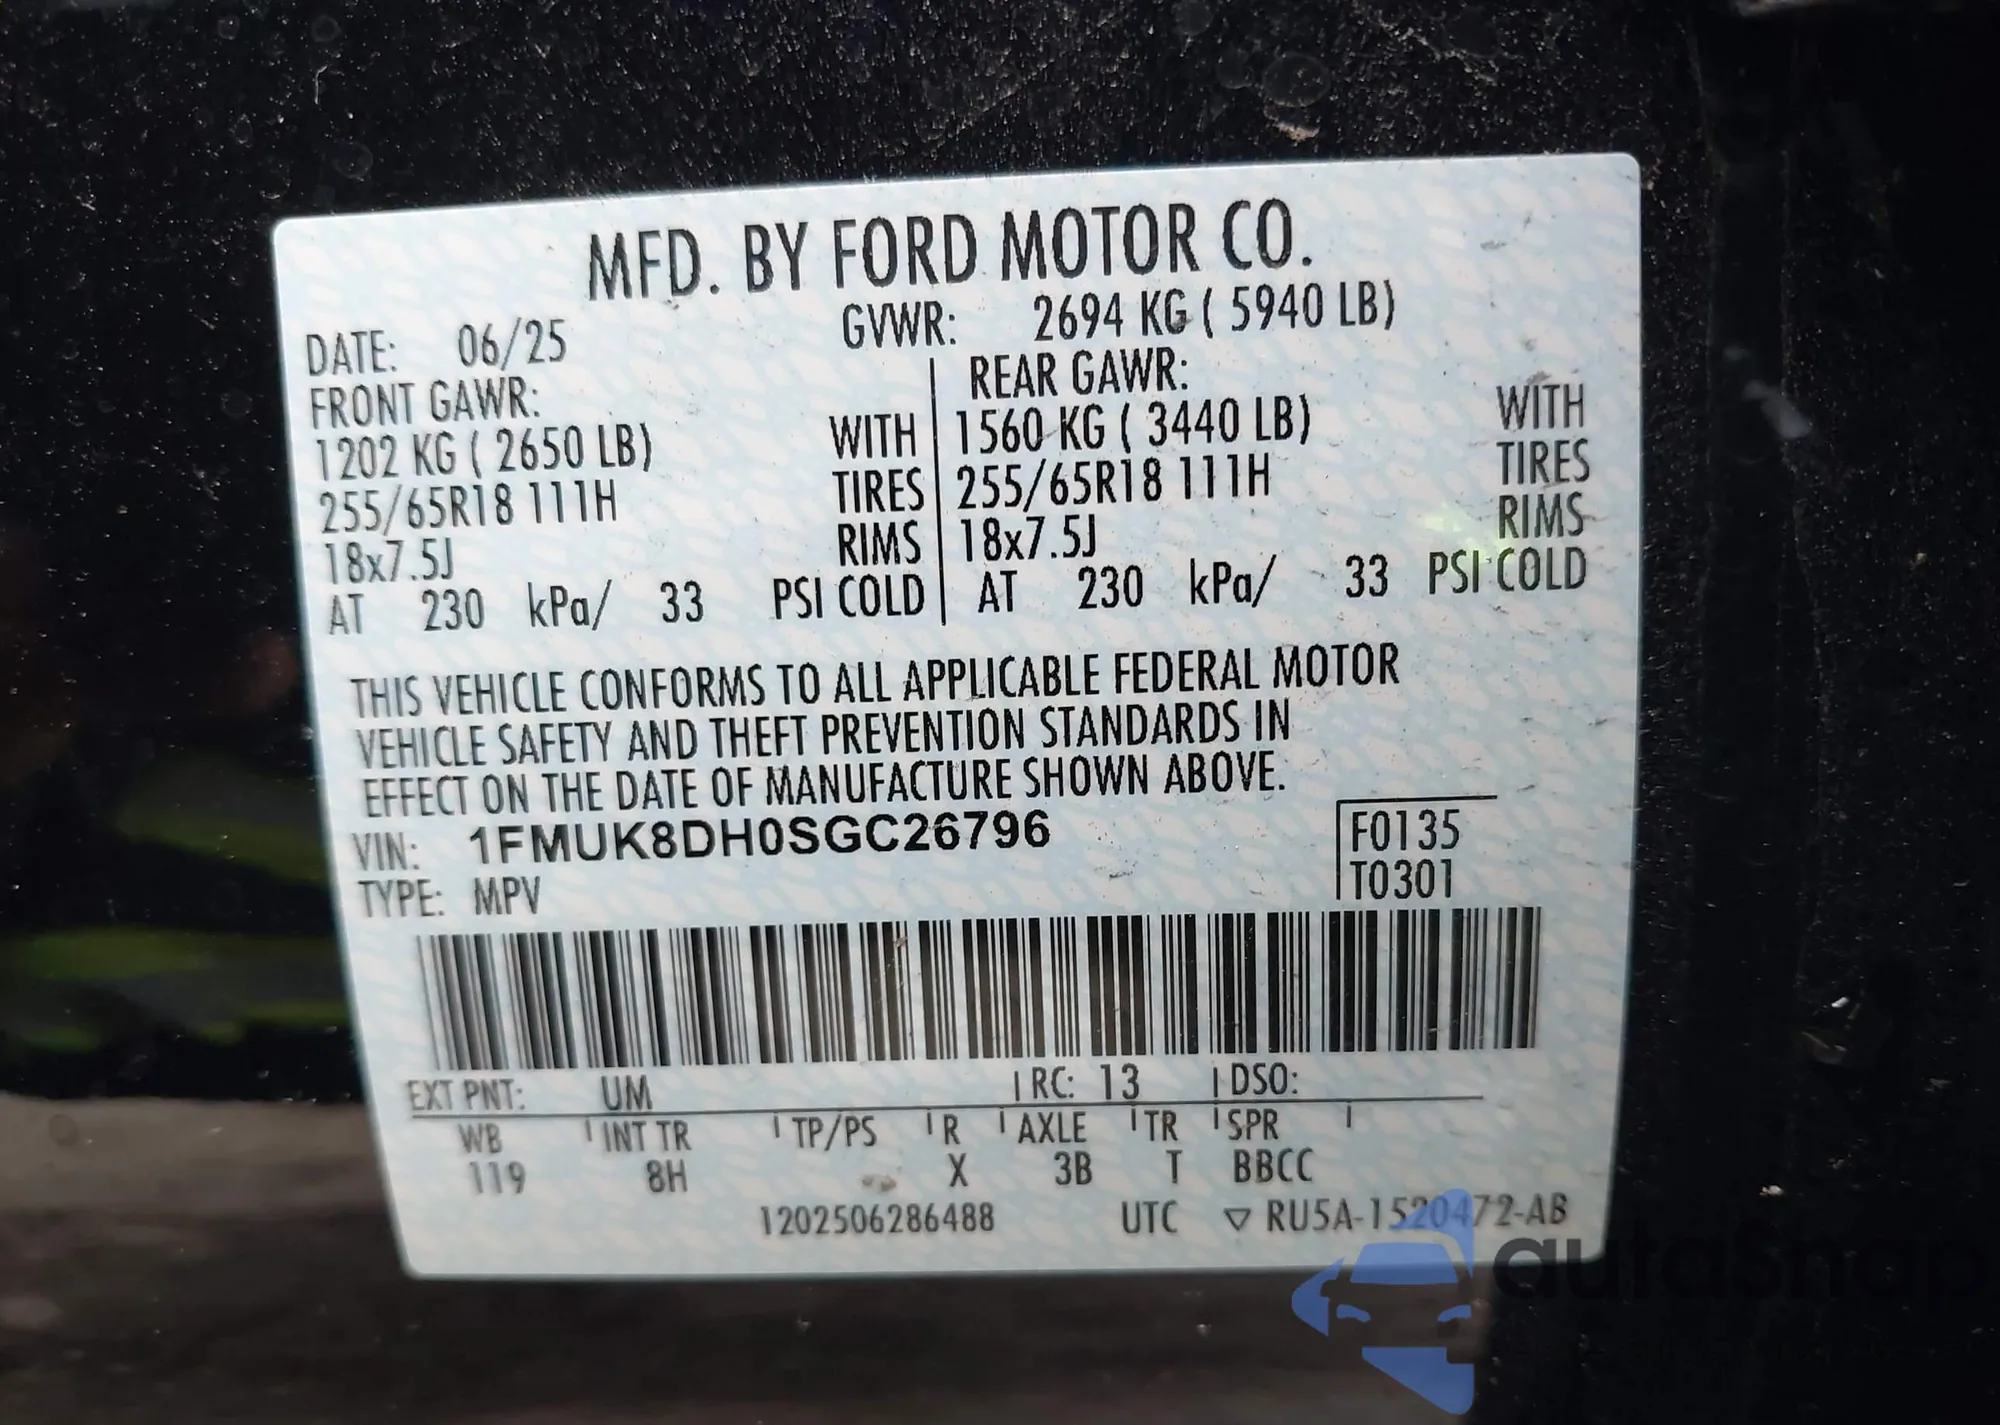 MFD. BY FORD MOTOR CO.
DATE: 06/25 GVWR: 2694 KG ( 5940 LB)
FRONT GAWR: REAR GAWR:
1202 KG ( 2650 LB) WITH 1560 KG ( 3440 LB) WITH
255/65R18 111H TIRES 255/65R18 111H TIRES
18x7.5J RIMS 18x7.5J RIMS
AT 230 kPa/ 33 PSI COLD AT 230 kPa/ 33 PSI COLD
THIS VEHICLE CONFORMS TO ALL APPLICABLE FEDERAL MOTOR
VEHICLE SAFETY AND THEFT PREVENTION STANDARDS IN
EFFECT ON THE DATE OF MANUFACTURE SHOWN ABOVE.
VIN: 1FMUK8DH0SGC26796 F0135
TYPE: MPV T0301
EXT PNT: UM RC: 13 DSO:
WB INT TR TP/PS R AXLE TR SPR
119 8H X 3B T BBCC
1202506286488 UTC ▽ RU5A-1520472-AB
autosnap